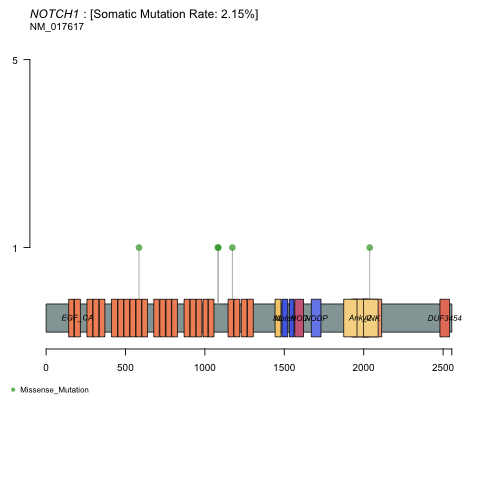 NOTCH1 : [Somatic Mutation Rate: 2.15%]
NM_017617
5
1
EGF_CA
NOD
NODP
Ank_2
ANK
DUF3454
0
500
1000
1500
2000
2500
Missense_Mutation